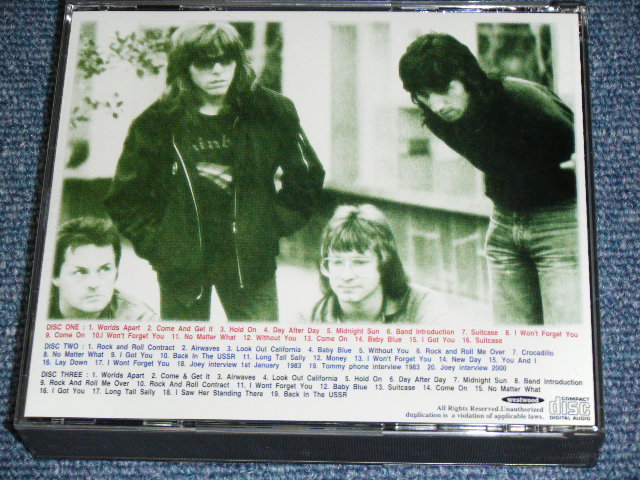 DISC ONE : 1. Worlds Apart 2. Come And Get It 3. Hold On 4. Day After Day 5. Midnight Sun 6. Band Introduction 7. Suitcase 8. I Won't Forget You
9. Come On 10.I Won't Forget You 11. No Matter What 12. Without You 13. Come On 14. Baby Blue 15. I Got You 16. Suitcase
DISC TWO : 1. Rock and Roll Contract 2. Airwaves 3. Look Out California 4. Baby Blue 5. Without You 6. Rock and Roll Me Over 7. Crocadillo
8. No Matter What 9. I Got You 10. Back In The USSR 11. Long Tall Sally 12. Money 13. I Won't Forget You 14. New Day 15. You And I
16. Lay Down 17. I Wont Forget You 18. Joey interview 1st January 1983 19. Tommy phone interview 1983 20. Joey interview 2000
DISC THREE : 1. Worlds Apart 2. Come & Get It 3. Airwaves 4. Look Out California 5. Hold On 6. Day After Day 7. Midnight Sun 8. Band Introduction
9. Rock And Roll Me Over 10. Rock And Roll Contract 11. I Wont Forget You 12. Baby Blue 13. Suitcase 14. Come On 15. No Matter What
16. I Got You 17. Long Tall Sally 18. I Saw Her Standing There 19. Back In The USSR
All Rights Reserved.Unauthorized
duplication is a violation of applicable laws.
westwood
COMPACT
disc
DIGITAL AUDIO